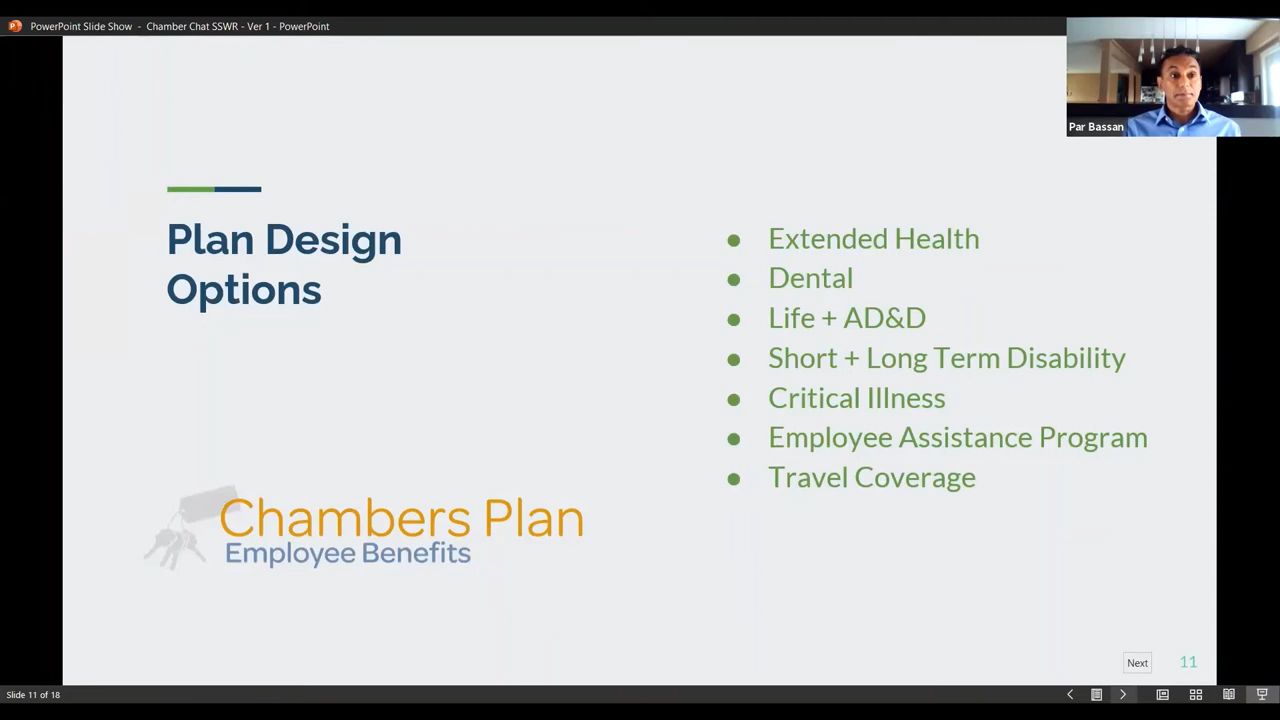 PowerPoint Slide Show - Chamber Chat SSWR - Ver 1 - PowerPoint
Par Bassan
Plan Design
Options
● Extended Health
● Dental
● Life + AD&D
● Short + Long Term Disability
● Critical Illness
● Employee Assistance Program
● Travel Coverage
Chambers Plan
Employee Benefits
Next
11
Slide 11 of 18